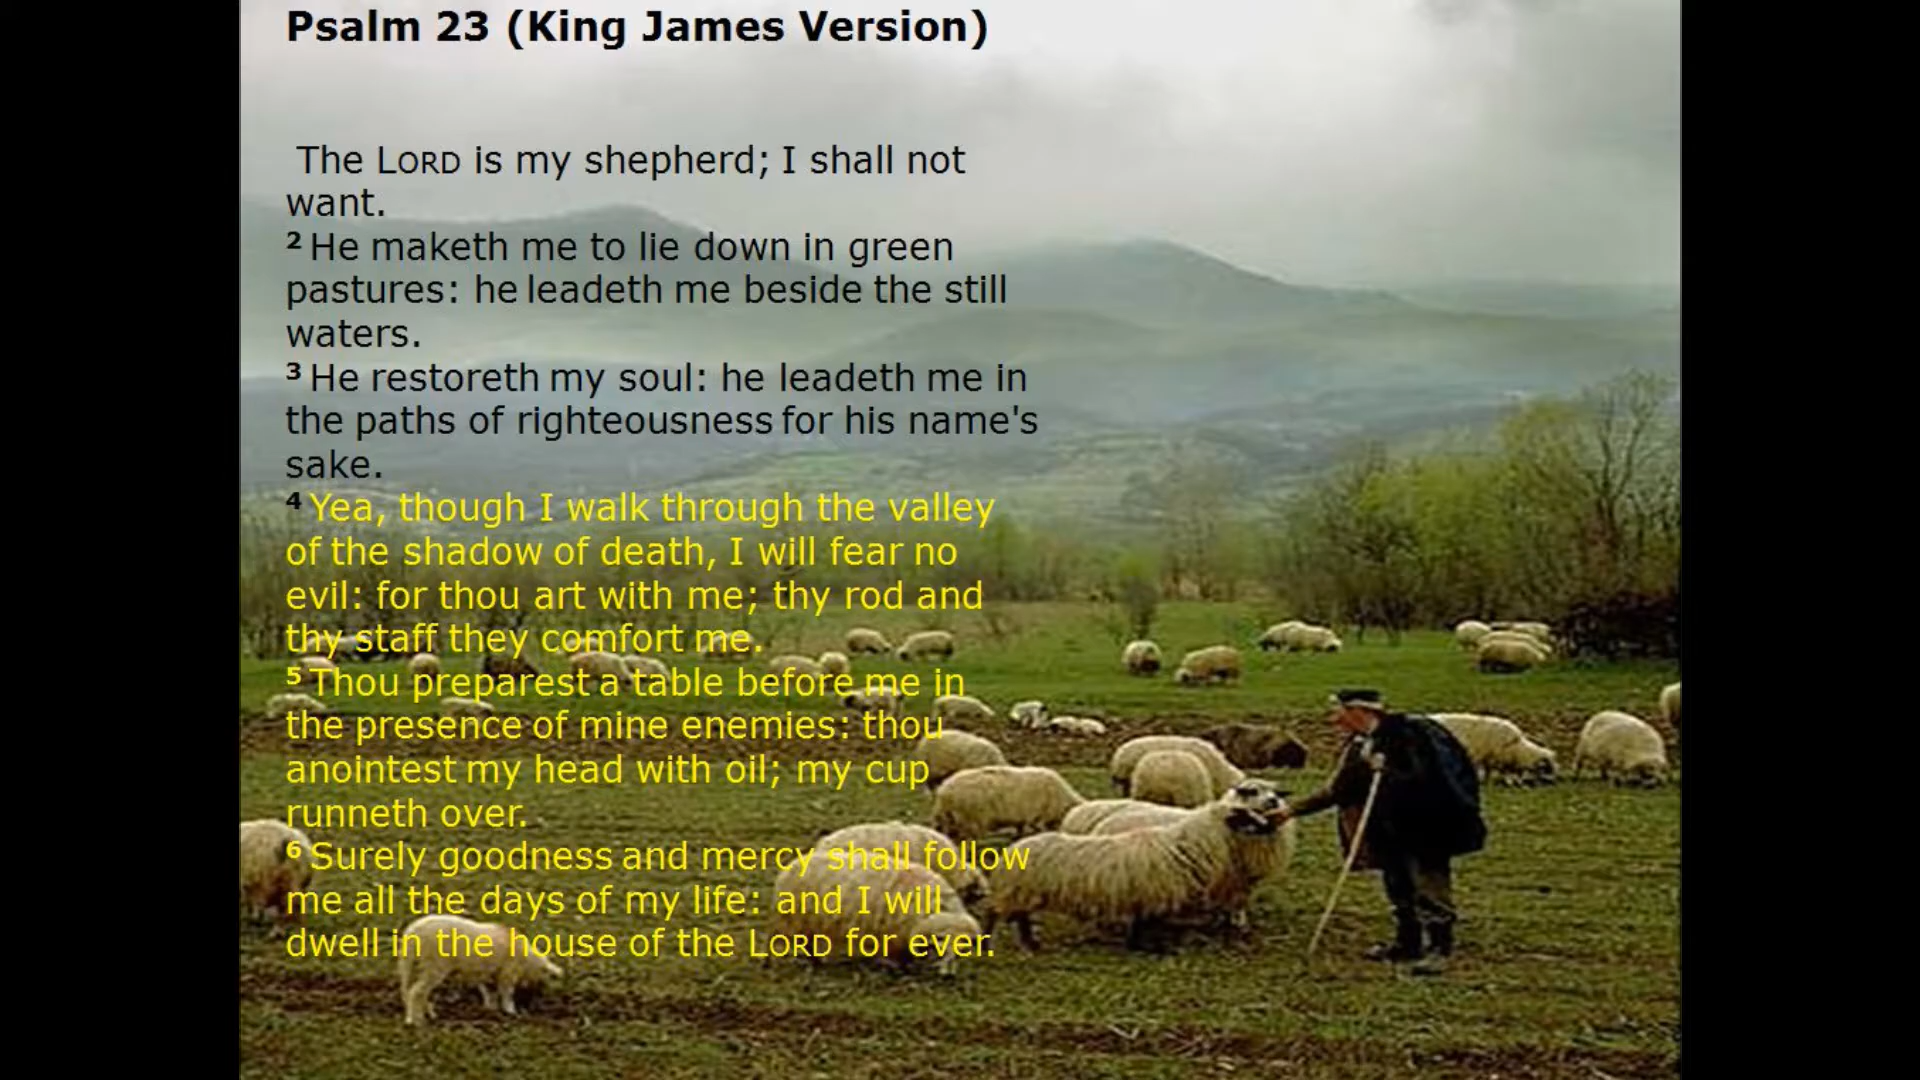 Psalm 23 (King James Version)
The LORD is my shepherd; I shall not
want.
2 He maketh me to lie down in green
pastures: he leadeth me beside the still
waters.
3 He restoreth my soul: he leadeth me in
the paths of righteousness for his name's
sake.
4 Yea, though I walk through the valley
of the shadow of death, I will fear no
evil: for thou art with me; thy rod and
thy staff they comfort me.
5 Thou preparest a table before me in
the presence of mine enemies: thou
anointest my head with oil; my cup
runneth over.
6 Surely goodness and mercy shall follow
me all the days of my life: and I will
dwell in the house of the LORD for ever.